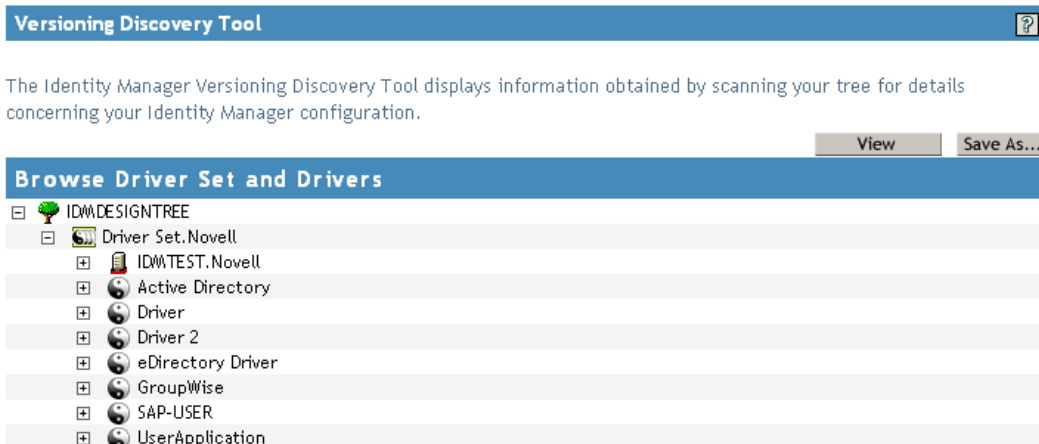 Versioning Discovery Tool
?
The Identity Manager Versioning Discovery Tool displays information obtained by scanning your tree for details
concerning your Identity Manager configuration.
View Save As...
Browse Driver Set and Drivers
IDMDESIGNTREE
Driver Set.Novell
IDMTEST.Novell
Active Directory
Driver
Driver 2
eDirectory Driver
GroupWise
SAP-USER
UserApplication